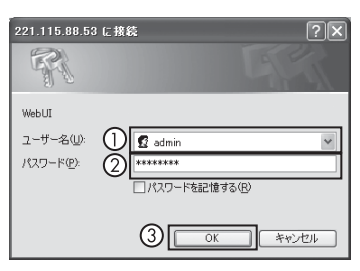 221.115.88.53 に接続
WebUI
ユーザー名(U): ① admin
パスワード(P): ② ********
パスワードを記憶する(R)
③ OK キャンセル